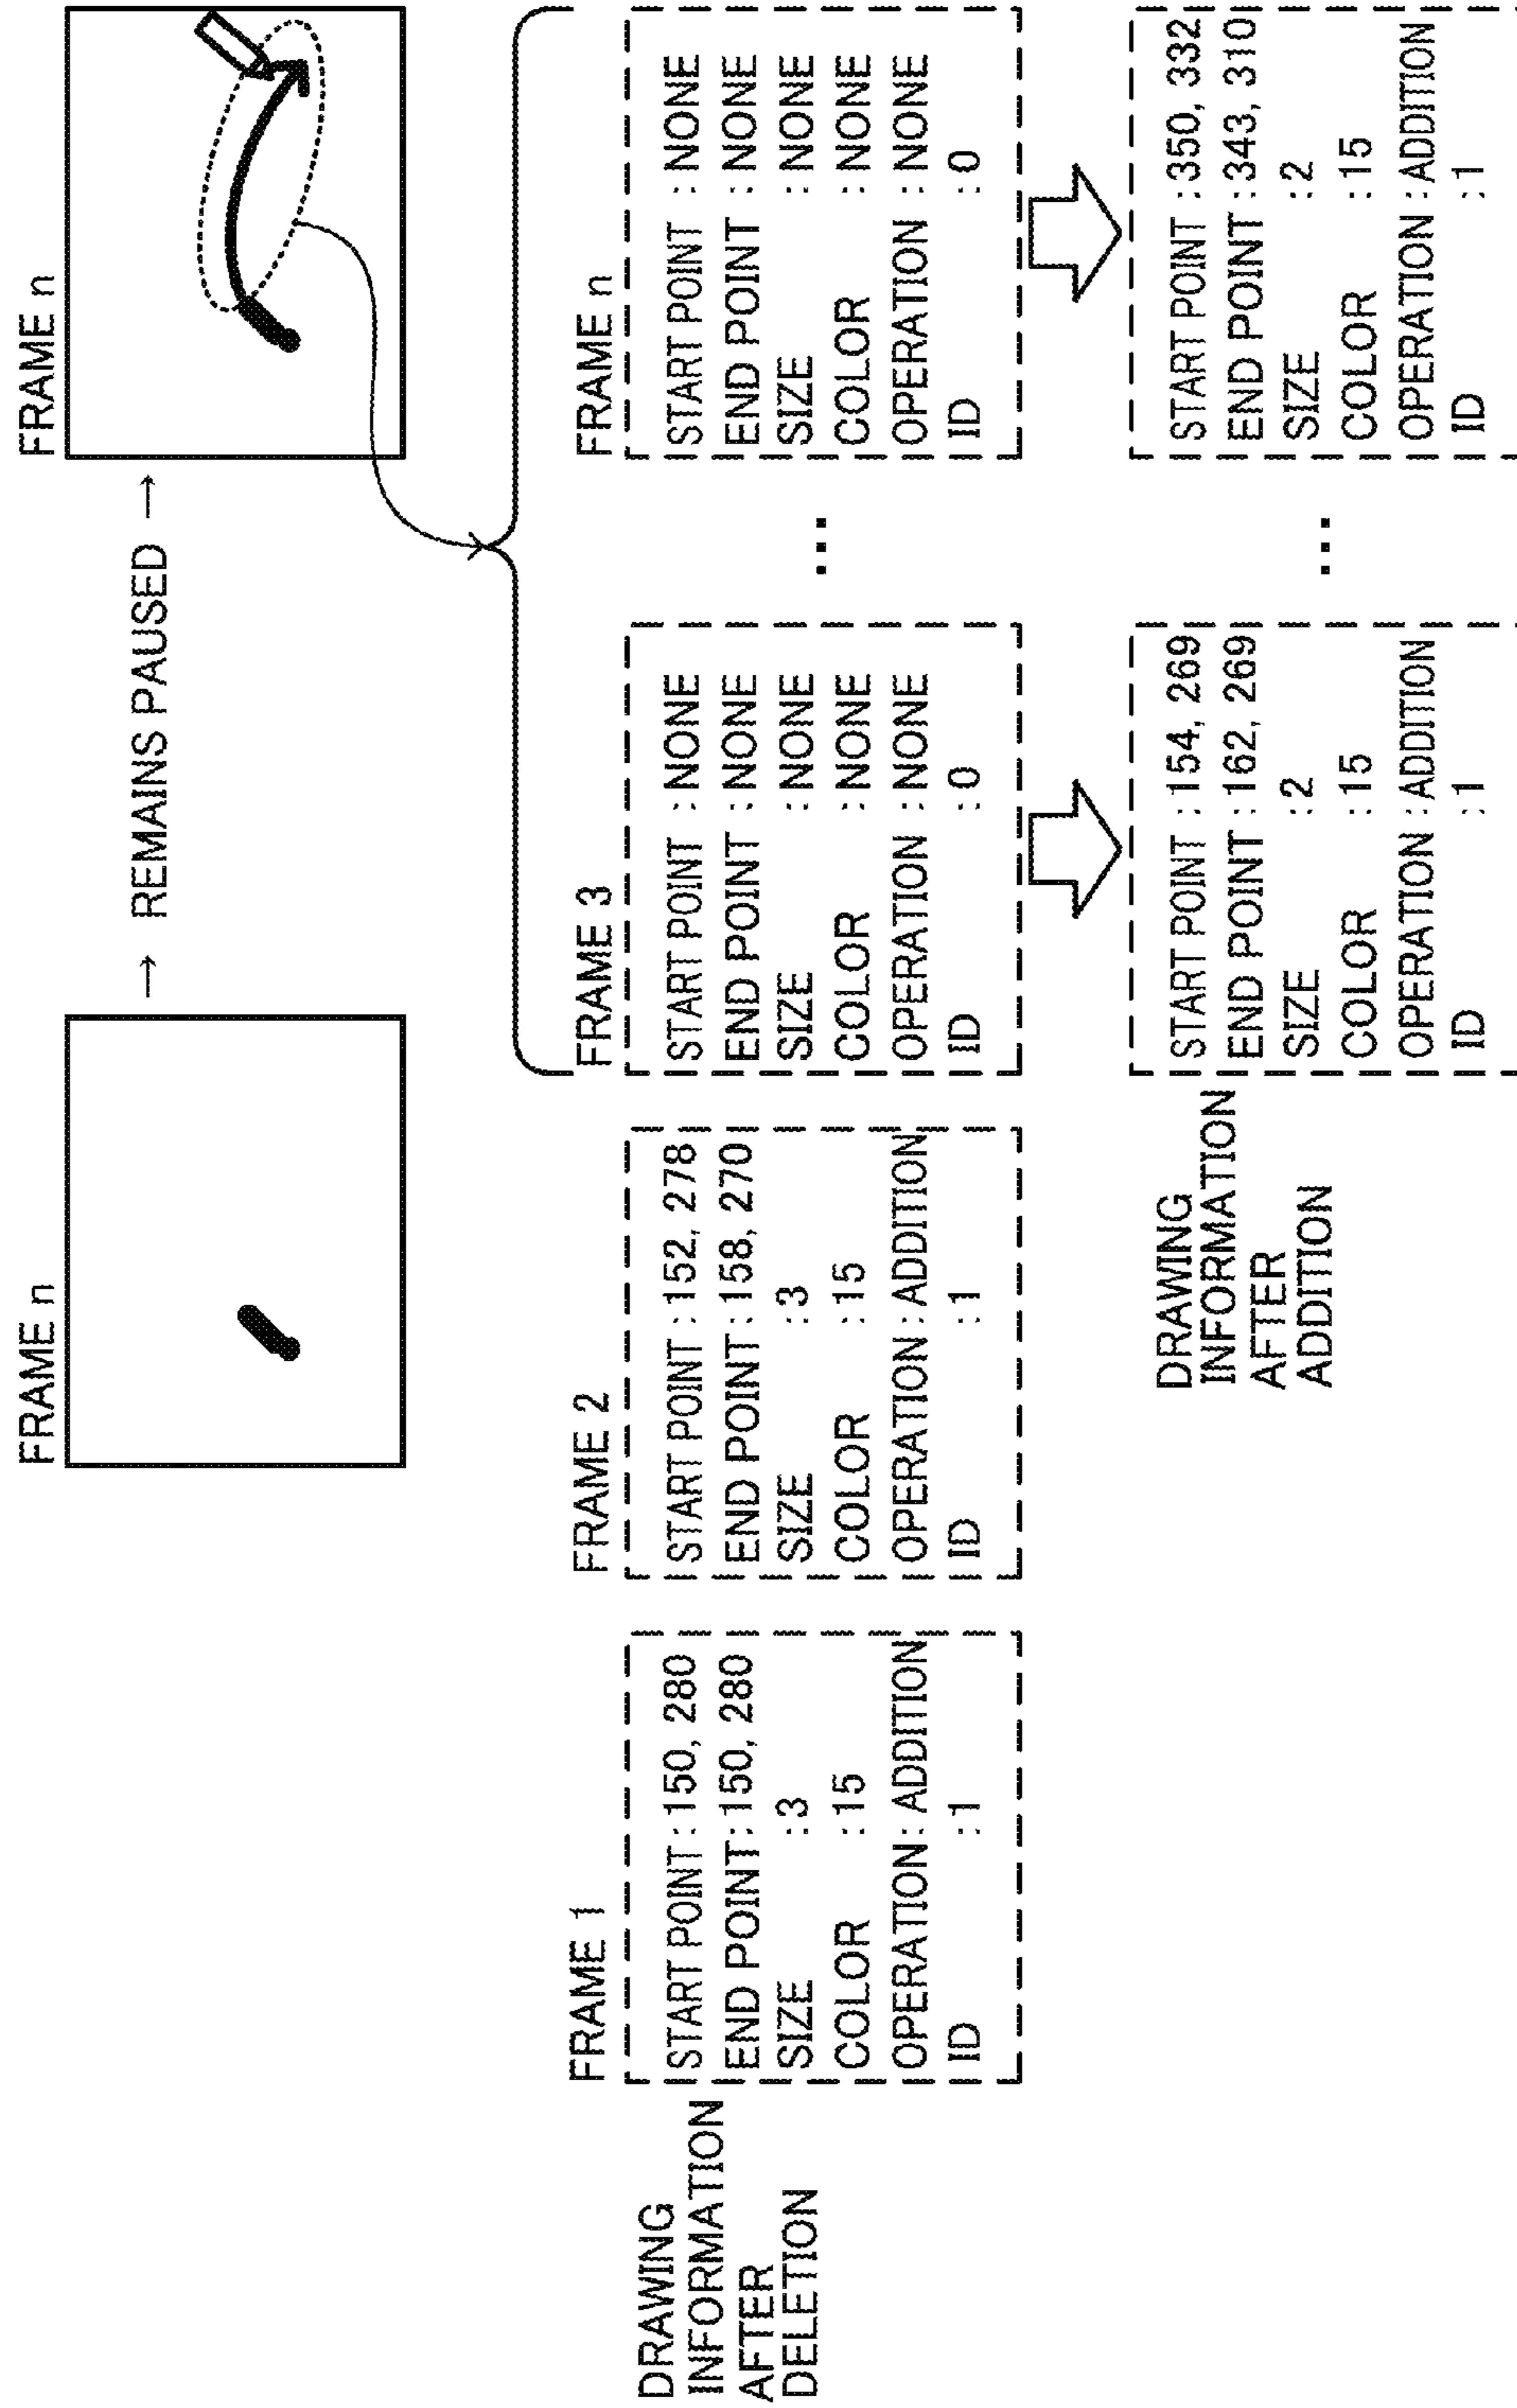 FRAME n
→ REMAINS PAUSED →
FRAME n
DRAWING
INFORMATION
AFTER
DELETION
FRAME 1
START POINT : 150, 280
END POINT : 150, 280
SIZE : 3
COLOR : 15
OPERATION : ADDITION
ID : 1
FRAME 2
START POINT : 152, 278
END POINT : 158, 270
SIZE : 3
COLOR : 15
OPERATION : ADDITION
ID : 1
FRAME 3
START POINT : NONE
END POINT : NONE
SIZE : NONE
COLOR : NONE
OPERATION : NONE
ID : 0
...
FRAME n
START POINT : NONE
END POINT : NONE
SIZE : NONE
COLOR : NONE
OPERATION : NONE
ID : 0
DRAWING
INFORMATION
AFTER
ADDITION
START POINT : 154, 269
END POINT : 162, 269
SIZE : 2
COLOR : 15
OPERATION : ADDITION
ID : 1
...
START POINT : 350, 332
END POINT : 343, 310
SIZE : 2
COLOR : 15
OPERATION : ADDITION
ID : 1